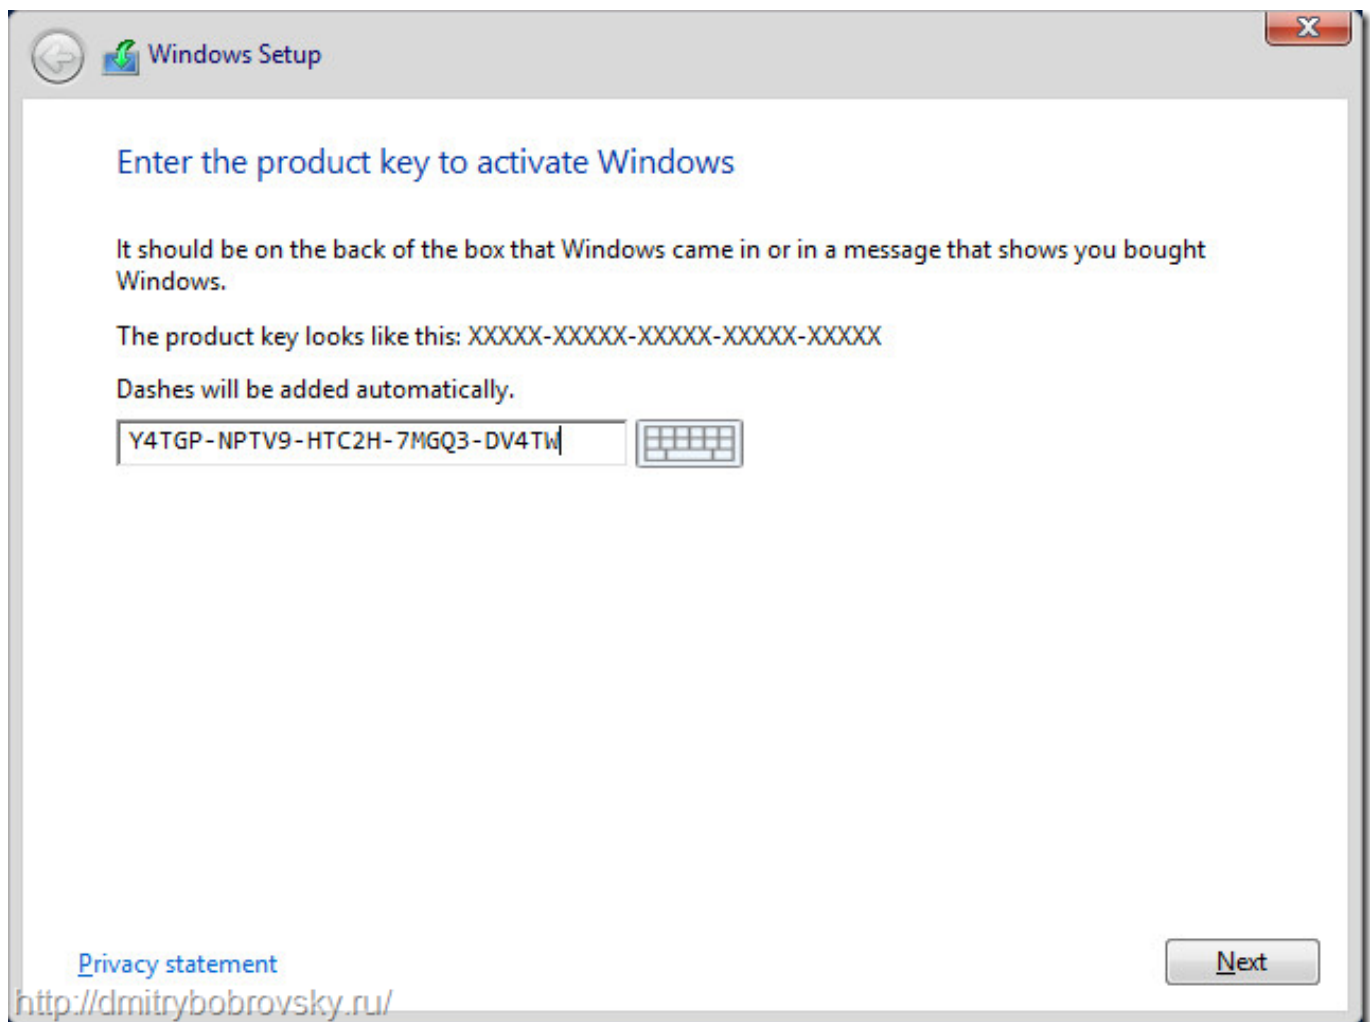 Windows Setup
Enter the product key to activate Windows
It should be on the back of the box that Windows came in or in a message that shows you bought
Windows.
The product key looks like this: XXXXX-XXXXX-XXXXX-XXXXX-XXXXX
Dashes will be added automatically.
Y4TGP-NPTV9-HTC2H-7MGQ3-DV4TW
Privacy statement
Next
http://dmitrybobrovsky.ru/